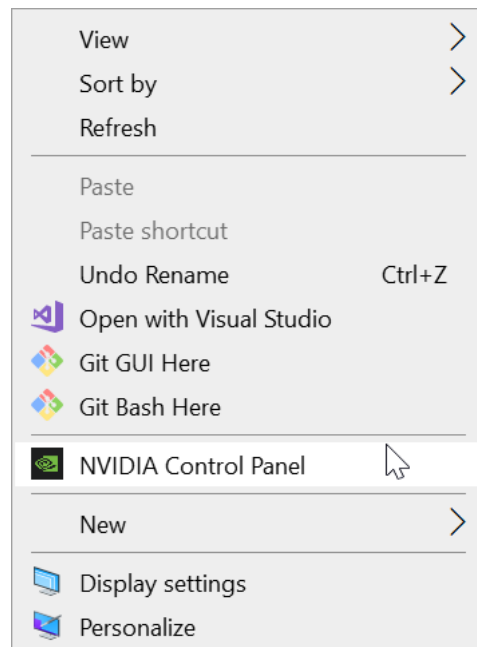 View
Sort by
Refresh
Paste
Paste shortcut
Undo Rename Ctrl+Z
Open with Visual Studio
Git GUI Here
Git Bash Here
NVIDIA Control Panel
New
Display settings
Personalize